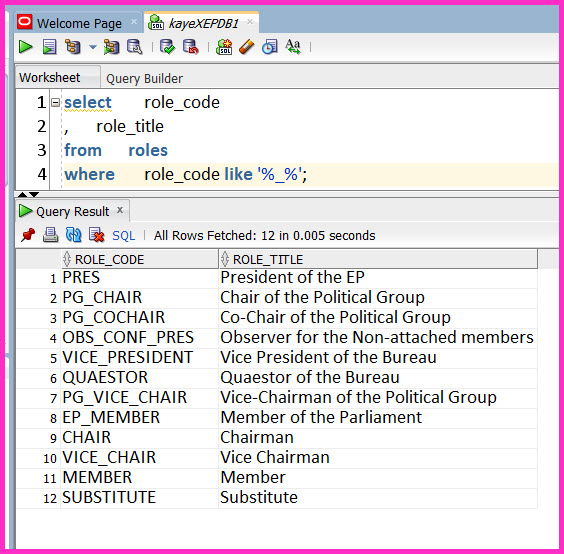 Welcome Page
kayeXEPDB1
Worksheet Query Builder
1 select role_code
2 , role_title
3 from roles
4 where role_code like '%_%';
Query Result
SQL | All Rows Fetched: 12 in 0.005 seconds
ROLE_CODE ROLE_TITLE
1 PRES President of the EP
2 PG_CHAIR Chair of the Political Group
3 PG_COCHAIR Co-Chair of the Political Group
4 OBS_CONF_PRES Observer for the Non-attached members
5 VICE_PRESIDENT Vice President of the Bureau
6 QUAESTOR Quaestor of the Bureau
7 PG_VICE_CHAIR Vice-Chairman of the Political Group
8 EP_MEMBER Member of the Parliament
9 CHAIR Chairman
10 VICE_CHAIR Vice Chairman
11 MEMBER Member
12 SUBSTITUTE Substitute